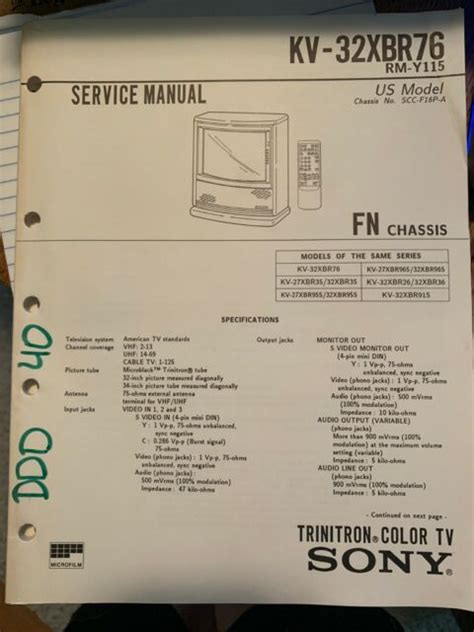 KV-32XBR76
RM-Y115
SERVICE MANUAL
US Model
Chassis No. SCC-F16P-A
FN CHASSIS
MODELS OF THE SAME SERIES
KV-32XBR76 KV-27XBR96S/32XBR96S
KV-27XBR35/32XBR35 KV-32XBR26/32XBR36
KV-27XBR95S/32XBR95S KV-32XBR91S
SPECIFICATIONS
Television system American TV standards
Channel coverage VHF: 2-13
UHF: 14-69
CABLE TV: 1-125
Picture tube Microblack™ Trinitron® tube
32-inch picture measured diagonally
34-inch picture tube measured diagonally
Antenna 75-ohm external antenna
terminal for VHF/UHF
Input jacks VIDEO IN 1, 2 and 3
S VIDEO IN (4-pin mini DIN)
Y: 1 Vp-p, 75-ohms
unbalanced,
sync negative
C: 0.286 Vp-p (Burst signal)
75-ohms
Video (phono jacks) : 1 Vp-p, 75-ohms
unbalanced, sync negative
Audio (phono jacks) :
500 mVrms (100% modulation)
Impedance : 47 kilo-ohms
Output jacks MONITOR OUT
S VIDEO MONITOR OUT
(4-pin mini DIN)
Y: 1 Vp-p, 75-ohms
unbalanced, sync negative
Video (phono jacks) : 1 Vp-p, 75-ohms
unbalanced, sync negative
Audio (phono jacks) : 500 mVrms
(100% modulation)
Impedance : 10 kilo-ohms
AUDIO OUTPUT (VARIABLE)
(phono jacks)
More than 900 mVrms (100%
modulation) at the maximum volume
setting (variable)
Impedance : 5 kilo-ohms
AUDIO LINE OUT
(phono jacks)
900 mVrms (100% modulation)
Impedance : 5 kilo-ohms
- Continued on next page -
DDD 40
MICROFILM
TRINITRON® COLOR TV
SONY